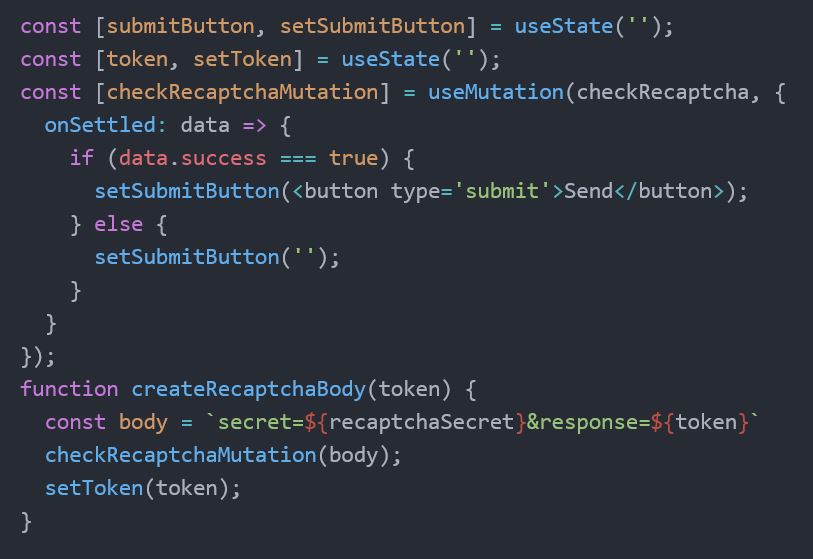 const [submitButton, setSubmitButton] = useState('');
const [token, setToken] = useState('');
const [checkRecaptchaMutation] = useMutation(checkRecaptcha, {
  onSettled: data => {
    if (data.success === true) {
      setSubmitButton(<button type='submit'>Send</button>);
    } else {
      setSubmitButton('');
    }
  }
});
function createRecaptchaBody(token) {
  const body = `secret=${recaptchaSecret}&response=${token}`
  checkRecaptchaMutation(body);
  setToken(token);
}